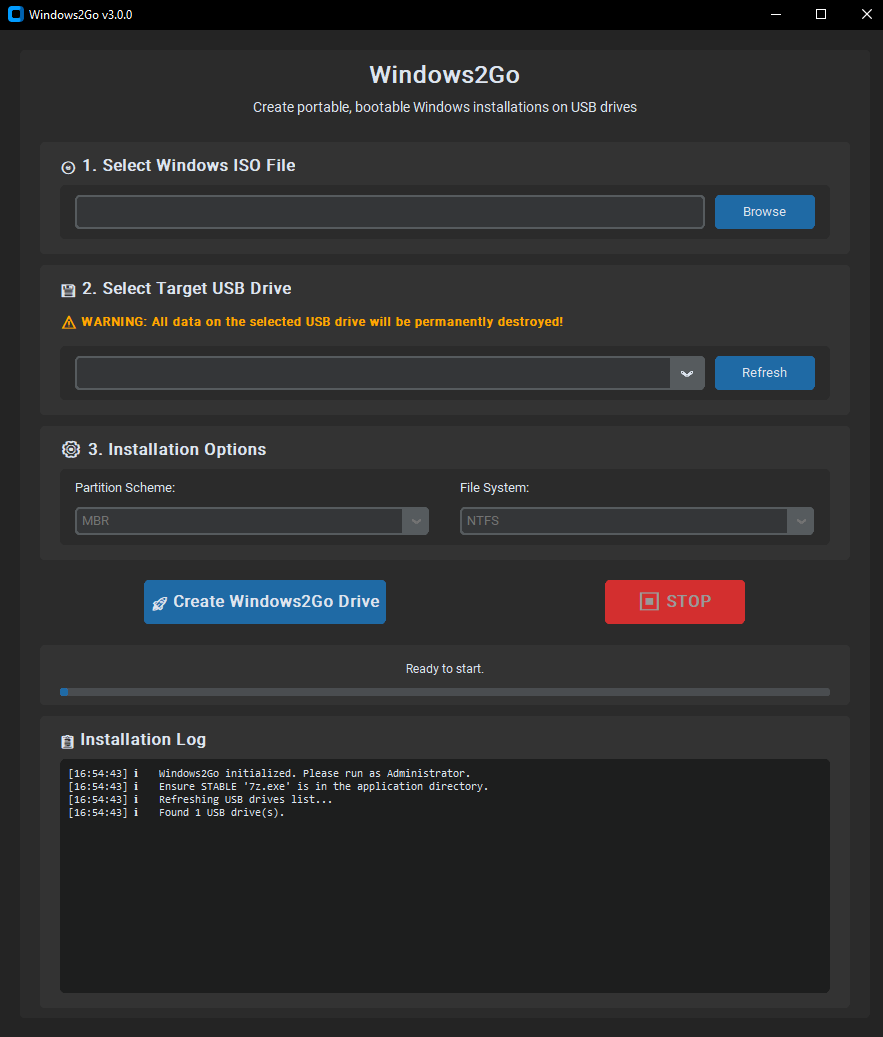 Windows2Go v3.0.0
Windows2Go
Create portable, bootable Windows installations on USB drives
1. Select Windows ISO File
Browse
2. Select Target USB Drive
WARNING: All data on the selected USB drive will be permanently destroyed!
Refresh
3. Installation Options
Partition Scheme:
File System:
MBR
NTFS
Create Windows2Go Drive
STOP
Ready to start.
Installation Log
[16:54:43] i Windows2Go initialized. Please run as Administrator.
[16:54:43] i Ensure STABLE '7z.exe' is in the application directory.
[16:54:43] i Refreshing USB drives list...
[16:54:43] i Found 1 USB drive(s).